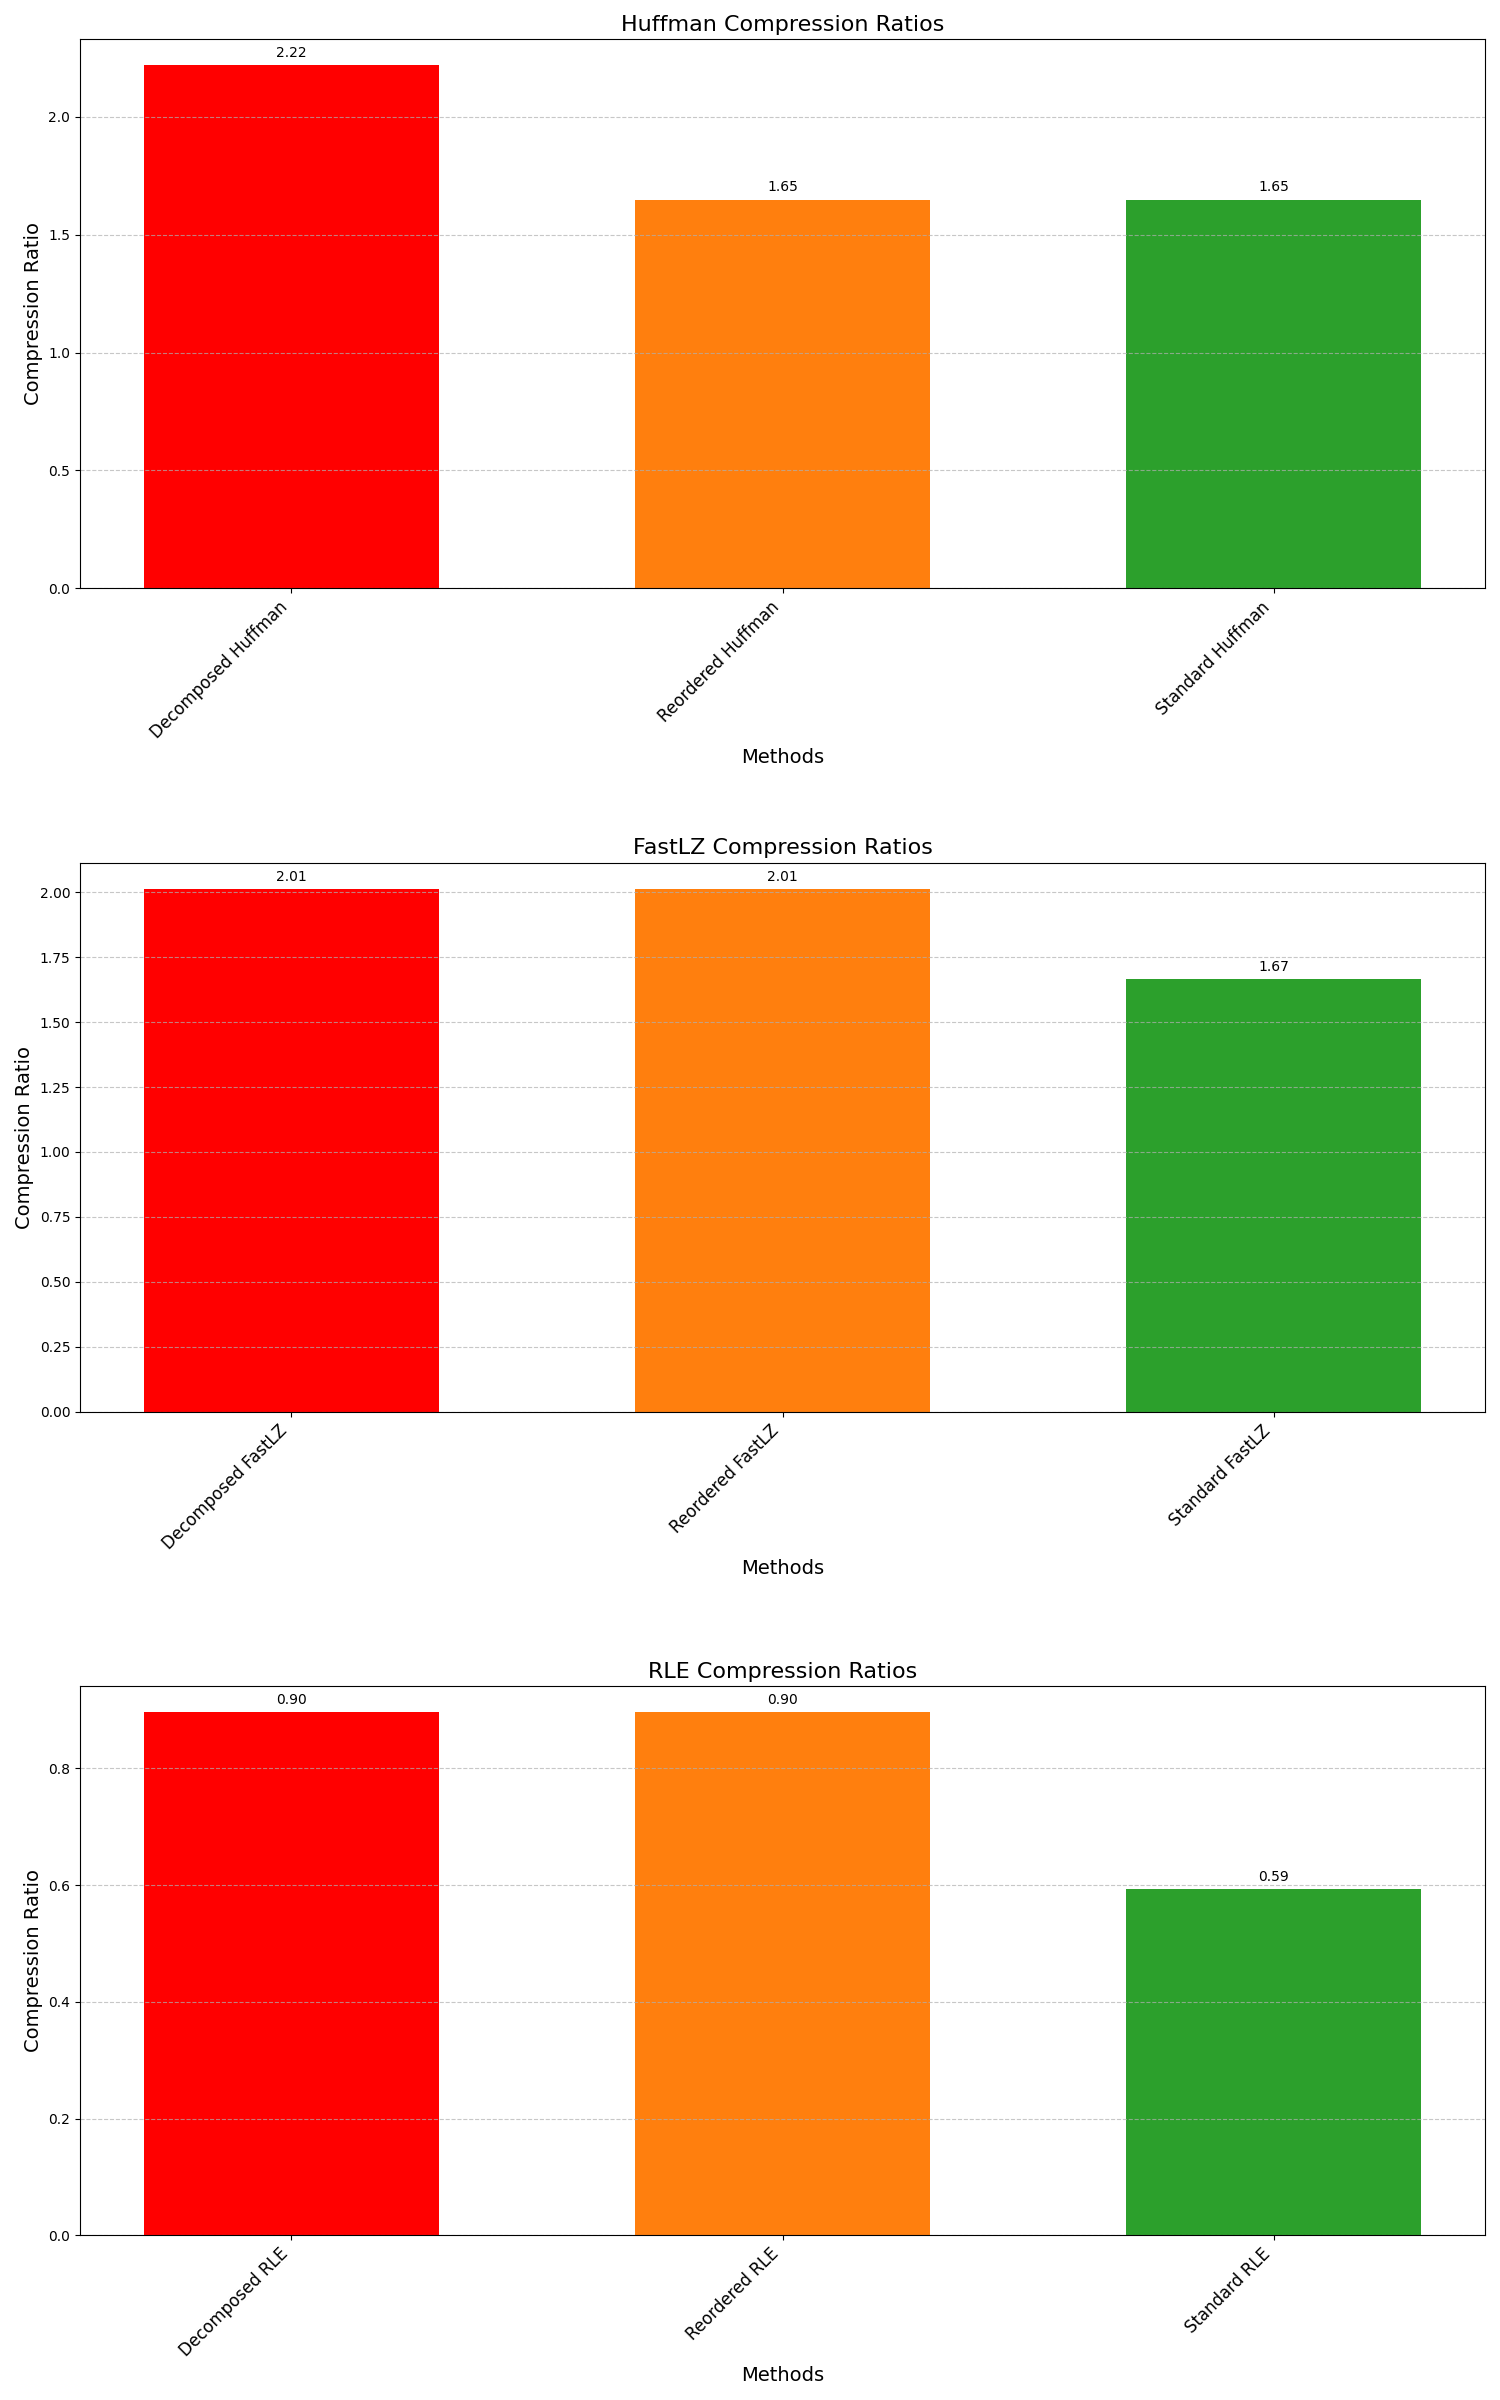 Huffman Compression Ratios
2.22
1.65
1.65
2.0
1.5
1.0
0.5
0.0
Compression Ratio
Decomposed Huffman
Reordered Huffman
Standard Huffman
Methods
FastLZ Compression Ratios
2.01
2.01
1.67
2.00
1.75
1.50
1.25
1.00
0.75
0.50
0.25
0.00
Compression Ratio
Decomposed FastLZ
Reordered FastLZ
Standard FastLZ
Methods
RLE Compression Ratios
0.90
0.90
0.59
0.8
0.6
0.4
0.2
0.0
Compression Ratio
Decomposed RLE
Reordered RLE
Standard RLE
Methods